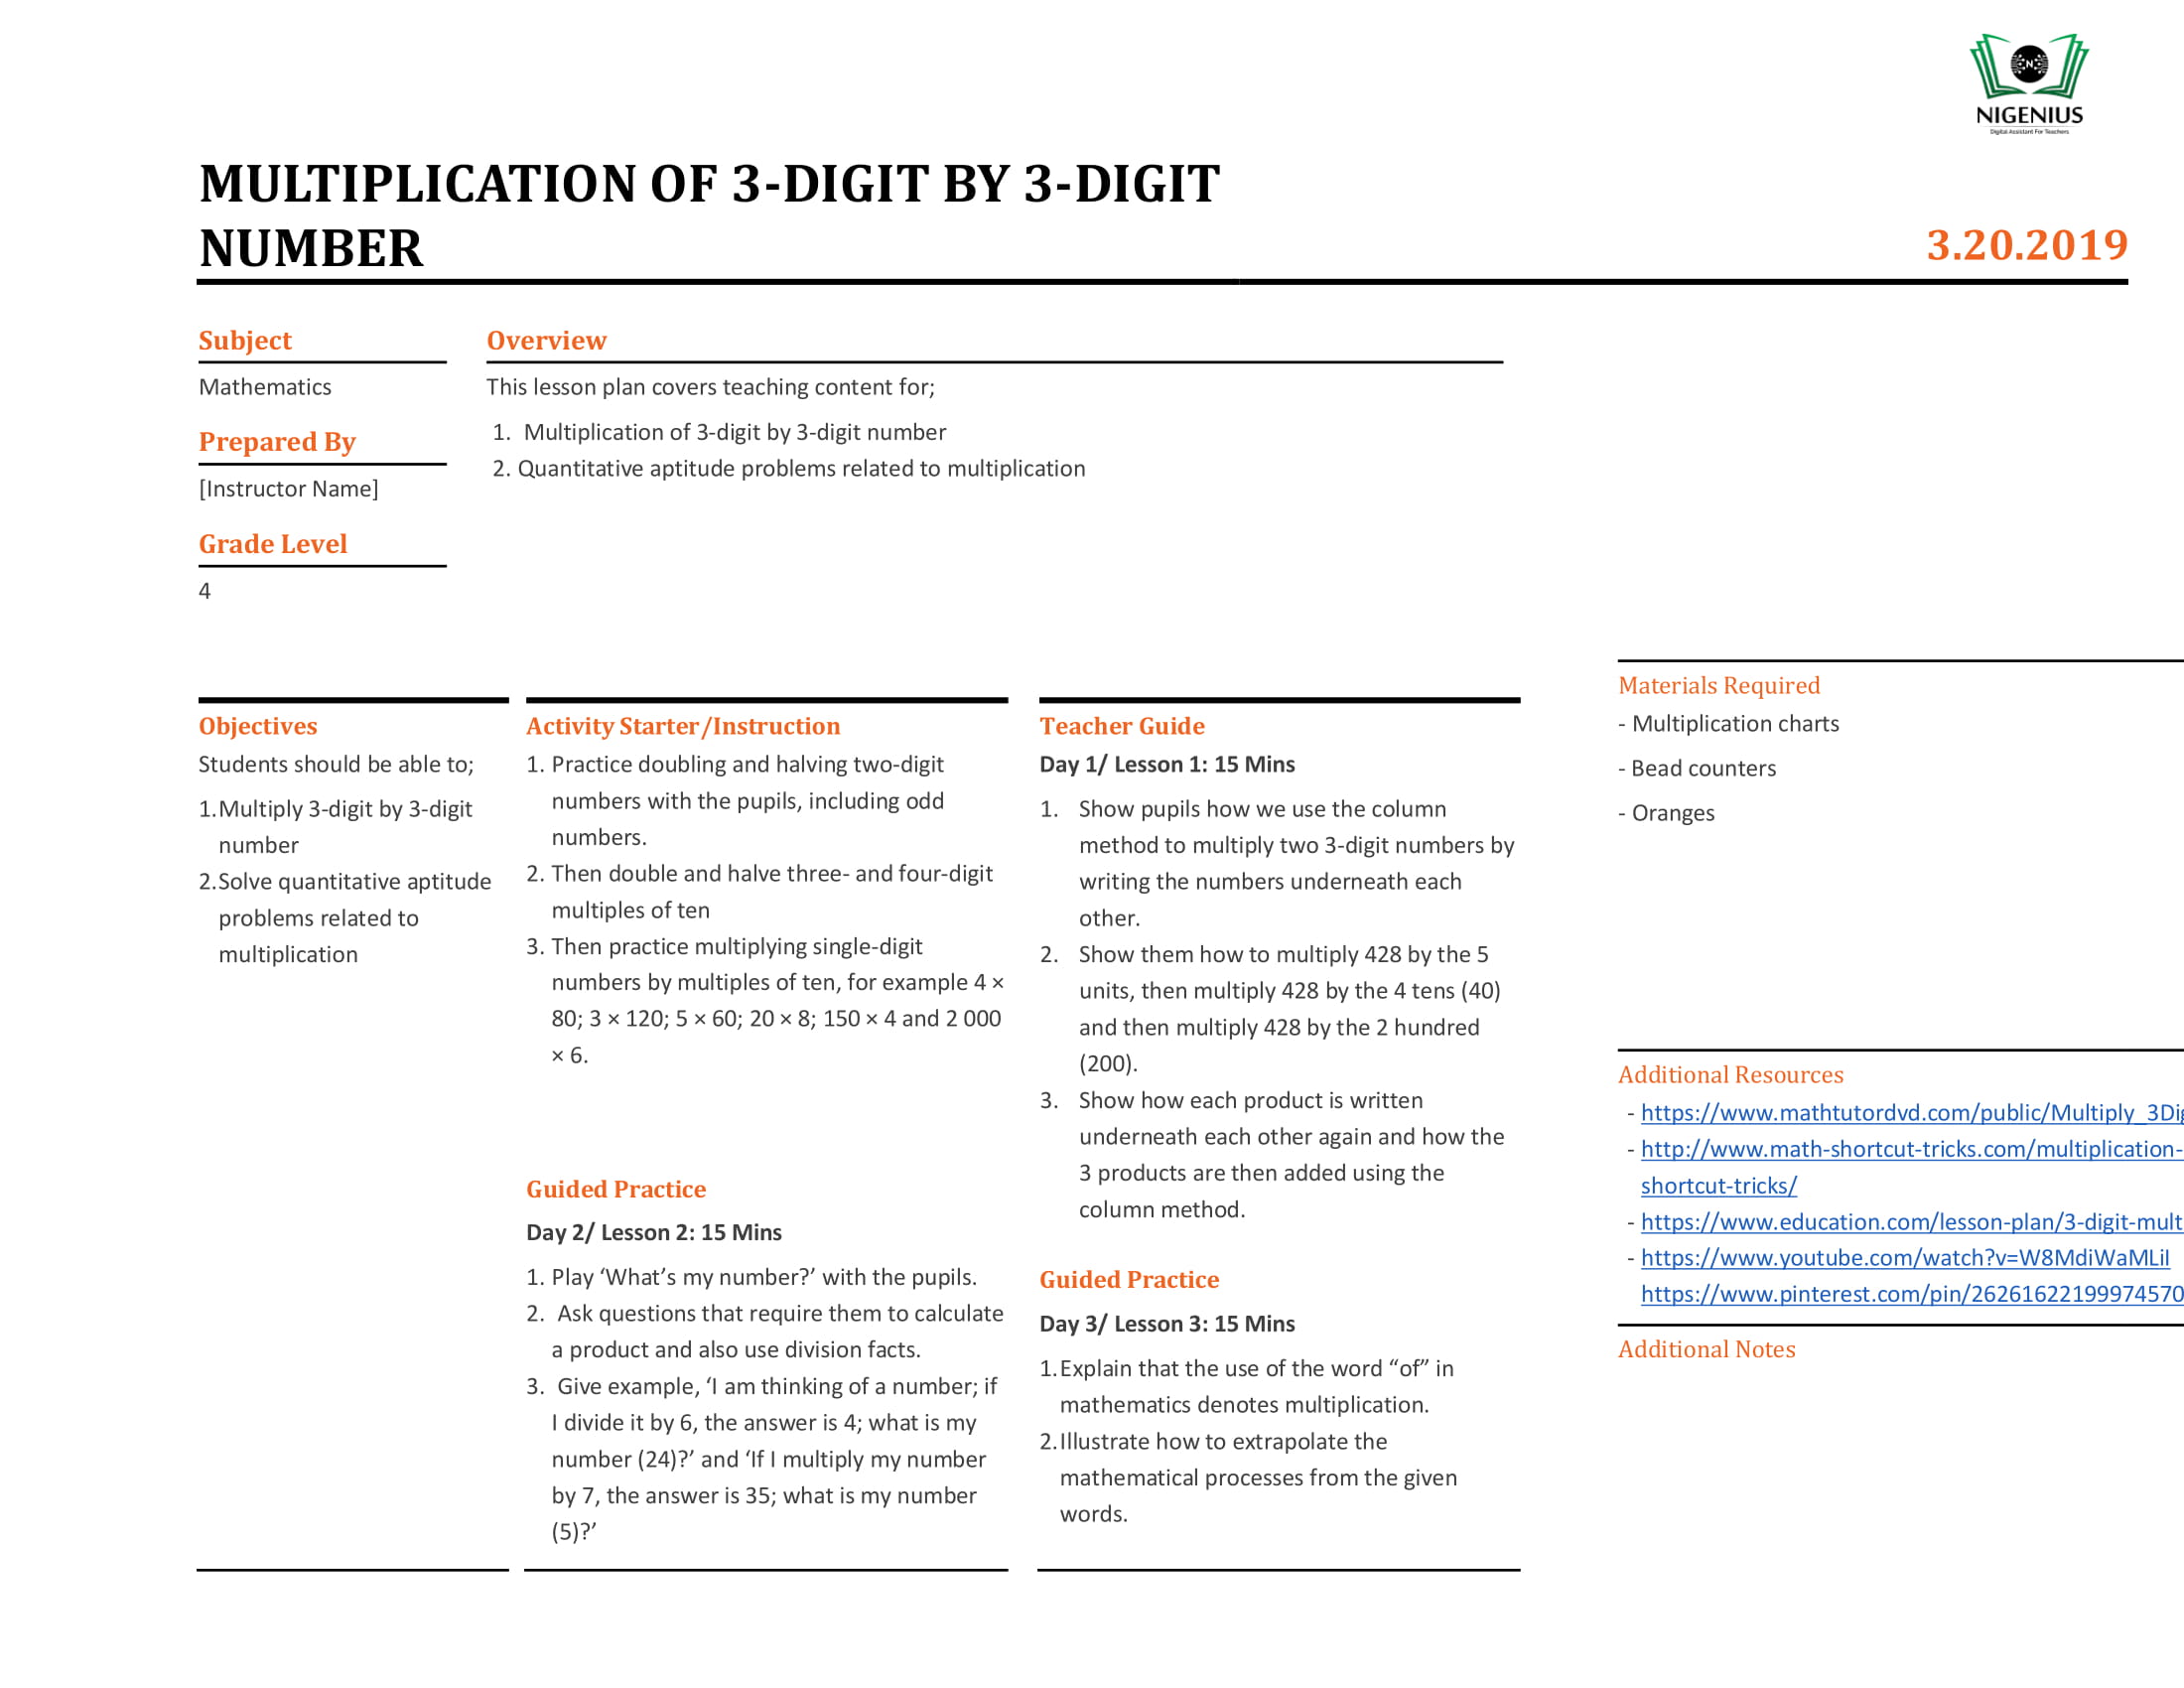 NIGENIUS
Digital Assistant For Teachers
MULTIPLICATION OF 3-DIGIT BY 3-DIGIT
NUMBER
3.20.2019
Subject
Mathematics
Prepared By
[Instructor Name]
Grade Level
4
Overview
This lesson plan covers teaching content for;
1. Multiplication of 3-digit by 3-digit number
2. Quantitative aptitude problems related to multiplication
Objectives
Students should be able to;
1.Multiply 3-digit by 3-digit
number
2.Solve quantitative aptitude
problems related to
multiplication
Activity Starter/Instruction
1. Practice doubling and halving two-digit
numbers with the pupils, including odd
numbers.
2. Then double and halve three- and four-digit
multiples of ten
3. Then practice multiplying single-digit
numbers by multiples of ten, for example 4 ×
80; 3 × 120; 5 × 60; 20 × 8; 150 × 4 and 2 000
× 6.
Guided Practice
Day 2/ Lesson 2: 15 Mins
1. Play ‘What’s my number?’ with the pupils.
2. Ask questions that require them to calculate
a product and also use division facts.
3. Give example, ‘I am thinking of a number; if
I divide it by 6, the answer is 4; what is my
number (24)?’ and ‘If I multiply my number
by 7, the answer is 35; what is my number
(5)?’
Teacher Guide
Day 1/ Lesson 1: 15 Mins
1. Show pupils how we use the column
method to multiply two 3-digit numbers by
writing the numbers underneath each
other.
2. Show them how to multiply 428 by the 5
units, then multiply 428 by the 4 tens (40)
and then multiply 428 by the 2 hundred
(200).
3. Show how each product is written
underneath each other again and how the
3 products are then added using the
column method.
Guided Practice
Day 3/ Lesson 3: 15 Mins
1.Explain that the use of the word “of” in
mathematics denotes multiplication.
2.Illustrate how to extrapolate the
mathematical processes from the given
words.
Materials Required
- Multiplication charts
- Bead counters
- Oranges
Additional Resources
- https://www.mathtutordvd.com/public/Multiply_3Dig
- http://www.math-shortcut-tricks.com/multiplication-
shortcut-tricks/
- https://www.education.com/lesson-plan/3-digit-mult
- https://www.youtube.com/watch?v=W8MdiWaMLiI
https://www.pinterest.com/pin/26261622199974570
Additional Notes